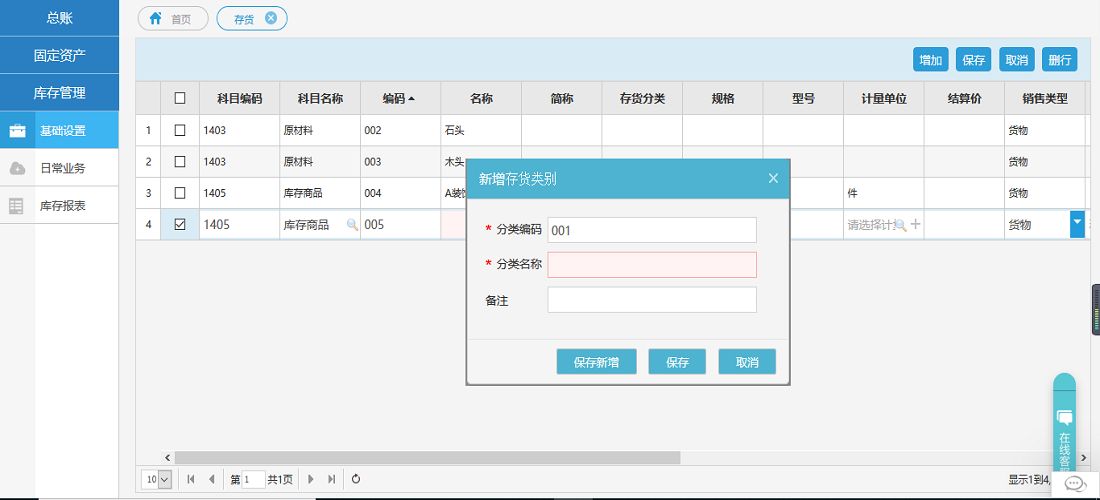 总账
固定资产
库存管理
基础设置
日常业务
库存报表
首页 存货
增加 保存 取消 删行
科目编码 科目名称 编码 名称 简称 存货分类 规格 型号 计量单位 结算价 销售类型
1 1403 原材料 002 石头 货物
2 1403 原材料 003 木头 货物
3 1405 库存商品 004 A装饰 件 货物
4 1405 库存商品 005 请选择计 货物
新增存货类别
* 分类编码 001
* 分类名称
备注
保存新增 保存 取消
10 第 1 共1页 显示1到4,
在线客服